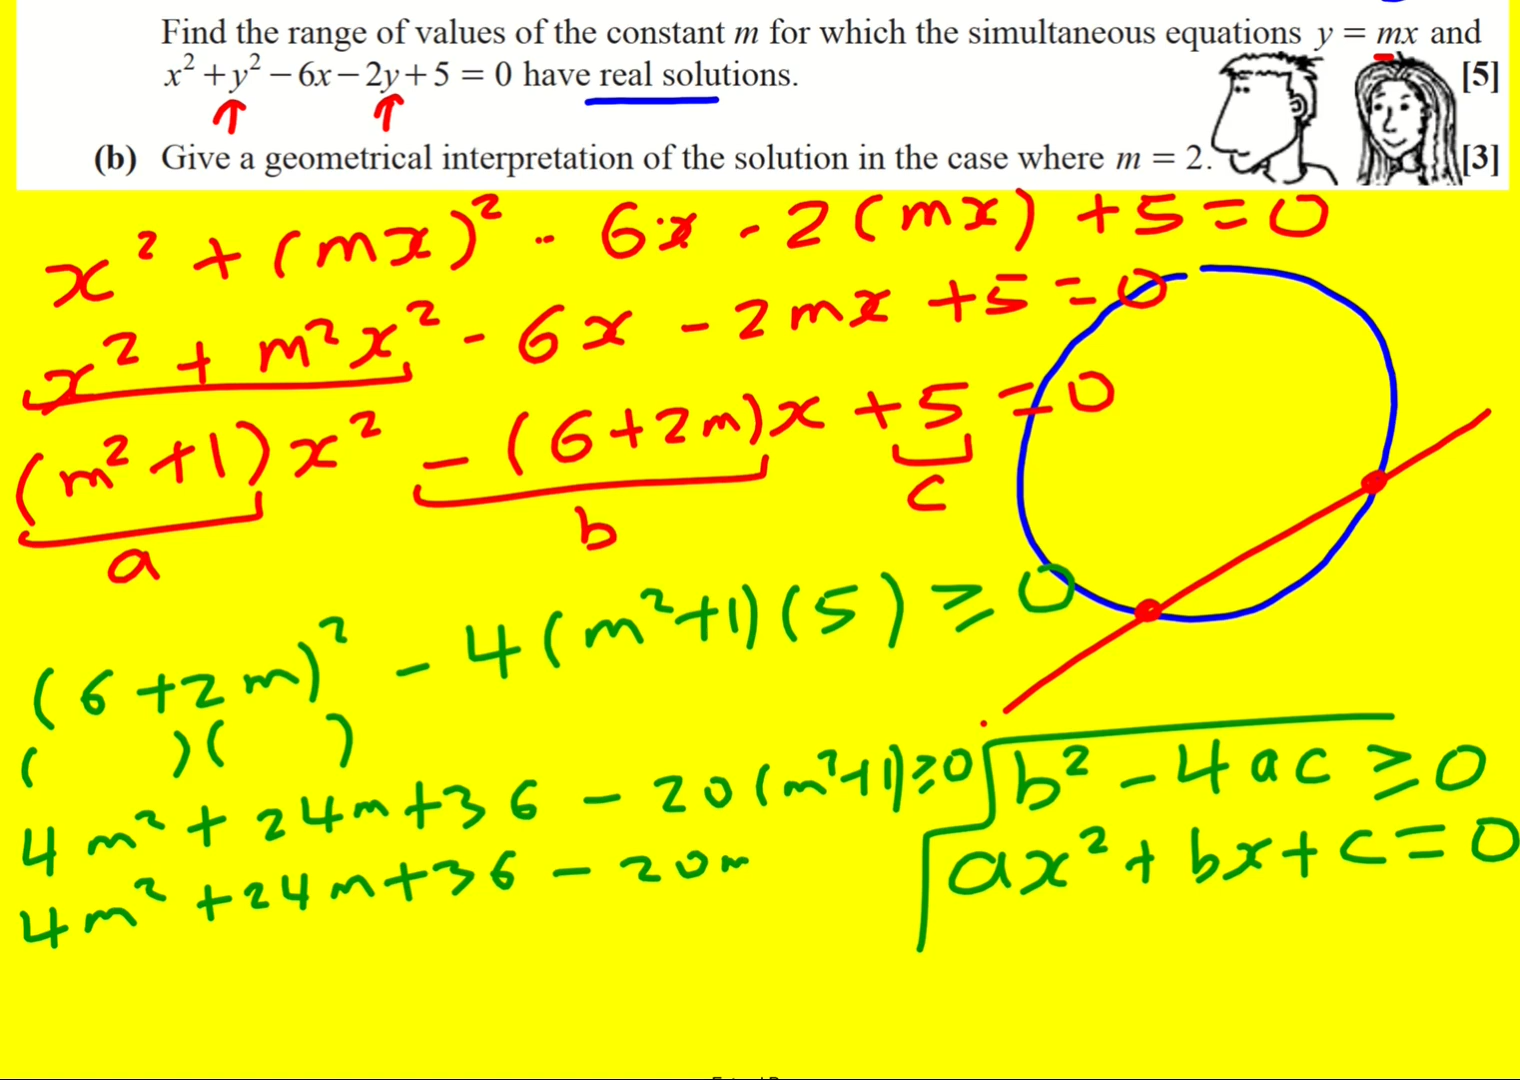 Find the range of values of the constant m for which the simultaneous equations y = mx and
x² + y² − 6x − 2y + 5 = 0 have real solutions. [5]
(b) Give a geometrical interpretation of the solution in the case where m = 2. [3]
x² + (mx)² - 6x - 2(mx) + 5 = 0
x² + m²x² - 6x - 2mx + 5 = 0
(m² + 1)x² - (6 + 2m)x + 5 = 0
a b c
(6 + 2m)² - 4(m² + 1)(5) ≥ 0
( )( )
4m² + 24m + 36 - 20(m² + 1) ≥ 0
b² - 4ac ≥ 0
4m² + 24m + 36 - 20m
ax² + bx + c = 0